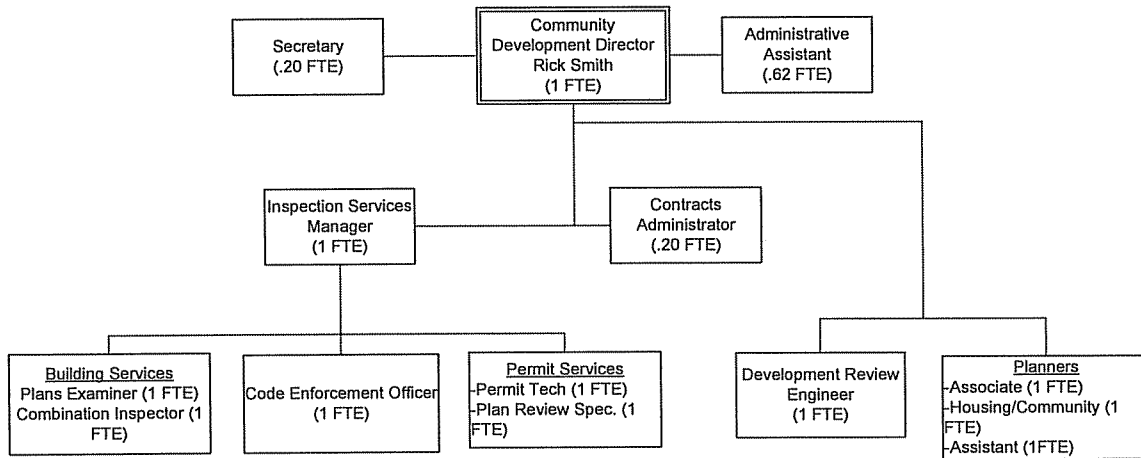 Secretary
(.20 FTE)
Community
Development Director
Rick Smith
(1 FTE)
Administrative
Assistant
(.62 FTE)
Inspection Services
Manager
(1 FTE)
Contracts
Administrator
(.20 FTE)
Building Services
Plans Examiner (1 FTE)
Combination Inspector (1
FTE)
Code Enforcement Officer
(1 FTE)
Permit Services
-Permit Tech (1 FTE)
-Plan Review Spec. (1
FTE)
Development Review
Engineer
(1 FTE)
Planners
-Associate (1 FTE)
-Housing/Community (1
FTE)
-Assistant (1FTE)